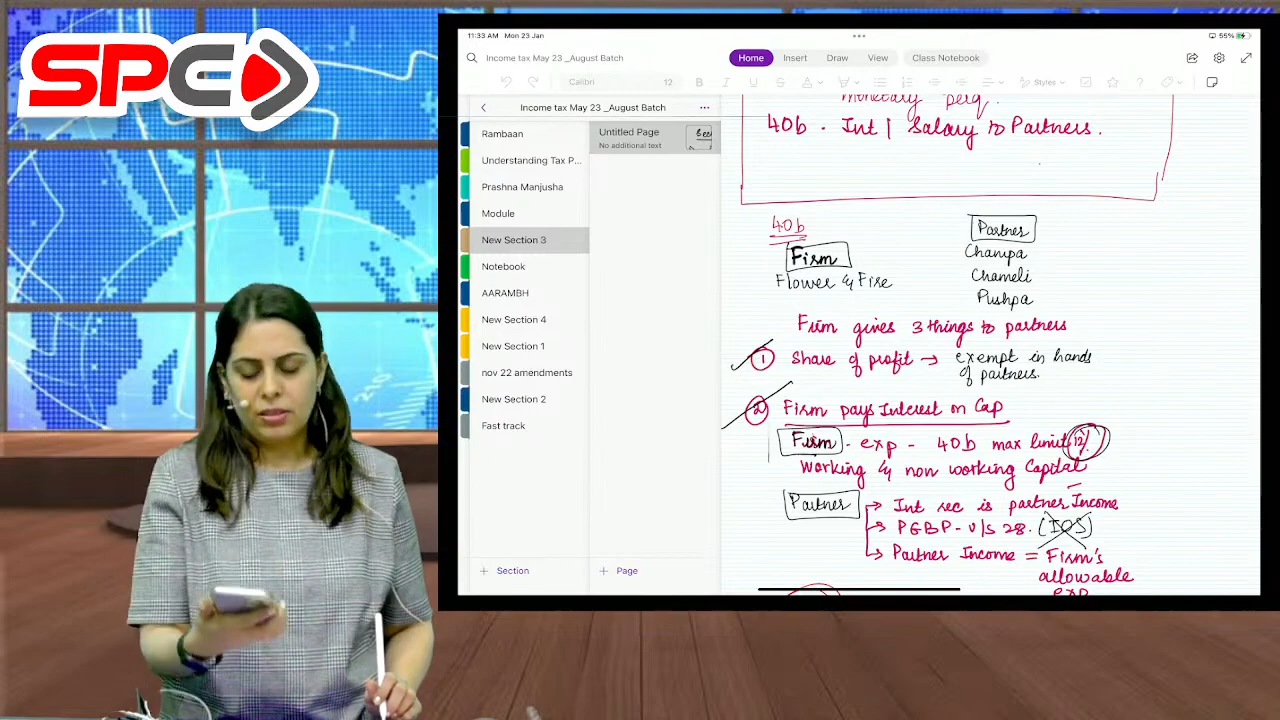 SPC
11:33 AM Mon 23 Jan
55%
Income tax May 23 _August Batch
Home Insert Draw View Class Notebook
Calibri 12 B I U A Styles
Income tax May 23 _August Batch
Rambaan
Understanding Tax P...
Prashna Manjusha
Module
New Section 3
Notebook
AARAMBH
New Section 4
New Section 1
nov 22 amendments
New Section 2
Fast track
+ Section
Untitled Page
No additional text
+ Page
Monetary perq.
40b . Int | Salary to Partners.
40b
Firm
Flower & Fire
Partner
Champa
Chameli
Pushpa
Firm gives 3 things to partners
① Share of profit → exempt in hands
of partners.
② Firm pays Interest on Cap
Firm - exp - 40b max limit 12%
Working & non working Capital
Partner → Int rec is partner Income
→ PGBP - u/s 28. (IOS)
→ Partner Income = Firm's
allowable
exp